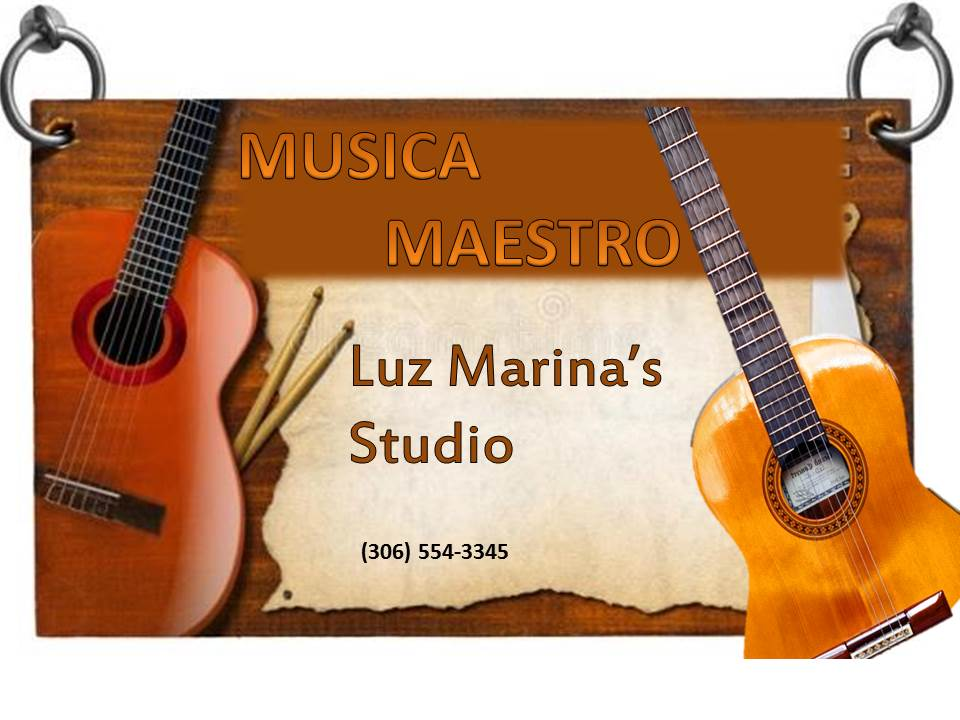 MUSICA
MAESTRO
Luz Marina's
Studio
(306) 554-3345